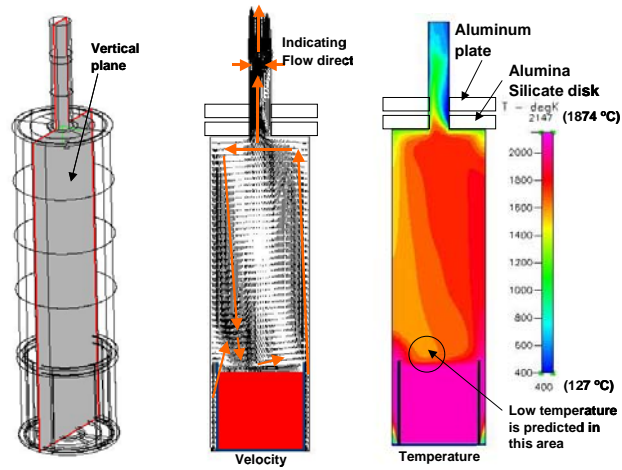 Vertical
plane
Indicating
Flow direct
Aluminum
plate
Alumina
Silicate disk
T - degK
2147 (1874 ºC)
2000
1800
1600
1400
1200
1000
800
600
400 (127 ºC)
Low temperature
is predicted in
this area
Velocity
Temperature